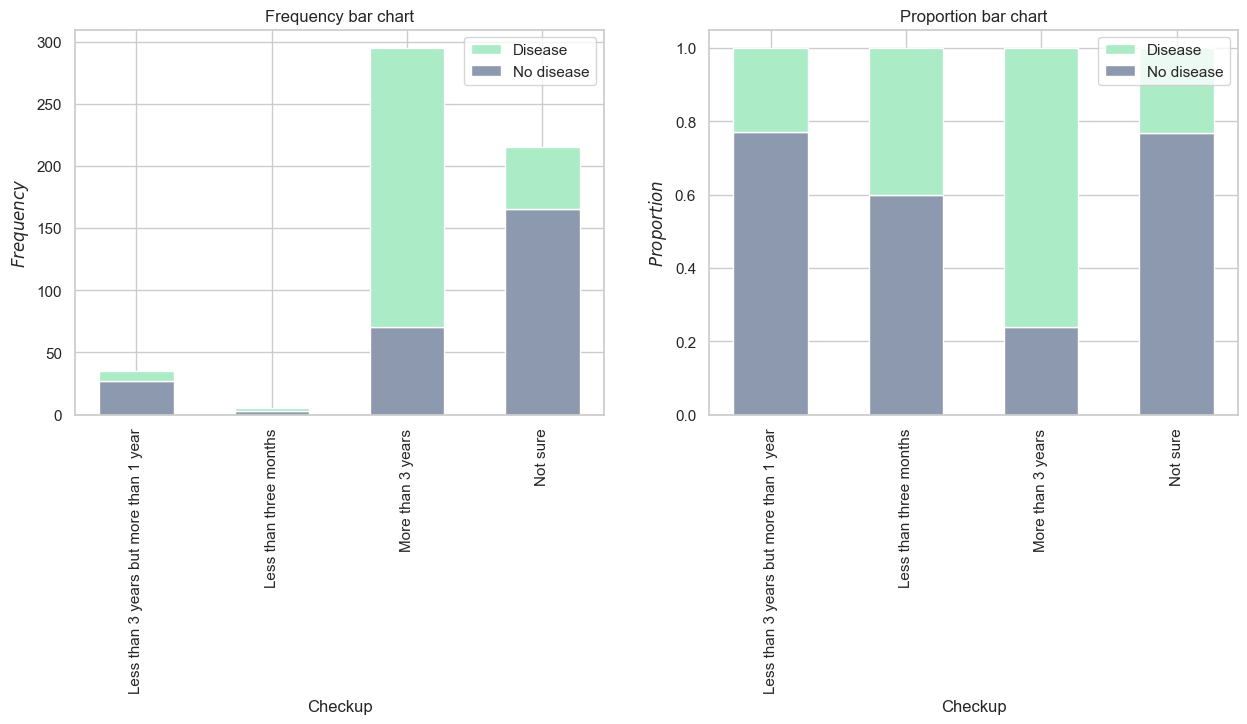 Frequency bar chart
Frequency
300
250
200
150
100
50
0
Disease
No disease
Less than 3 years but more than 1 year
Less than three months
More than 3 years
Not sure
Checkup
Proportion bar chart
Proportion
1.0
0.8
0.6
0.4
0.2
0.0
Disease
No disease
Less than 3 years but more than 1 year
Less than three months
More than 3 years
Not sure
Checkup